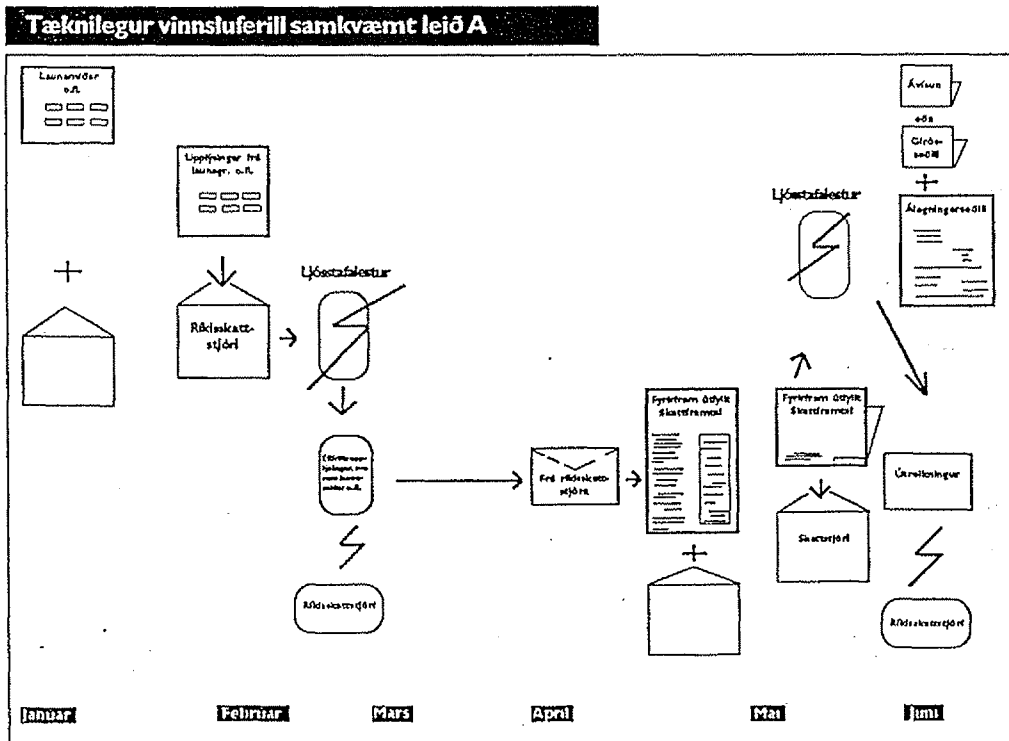 Tæknilegur vinnsluferill samkvæmt leið A
Launamiðar
o.fl.
Upplýsingar frá
launagr. o.fl.
Ríkisskatt-
stjóri
Ljósstafalestur
o.fl.
Ríkisskattstjóri
Frá ríkisskatt-
stjóra
Fyrirfram útfyllt
Skattframtal
Fyrirfram útfyllt
Skattframtal
Skattstjóri
Ljósstafalestur
Ávísun
eða
Gíró-
seðill
Álagningarseðill
Útreikningur
Ríkisskattstjóri
Janúar
Febrúar
Mars
Apríl
Maí
Júní